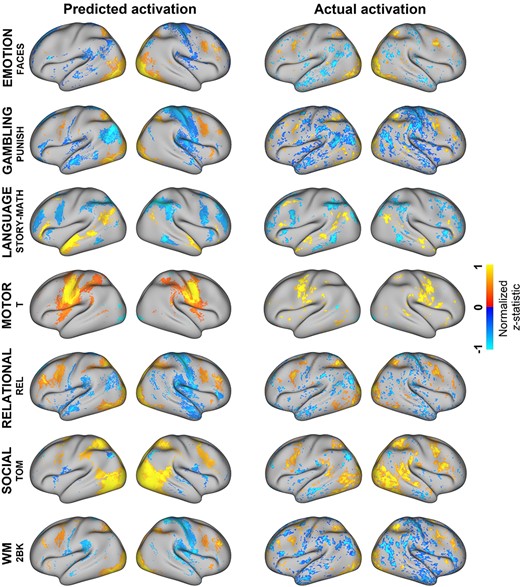 Predicted activation
Actual activation
EMOTION
FACES
GAMBLING
PUNISH
LANGUAGE
STORY-MATH
MOTOR
T
RELATIONAL
REL
SOCIAL
TOM
WM
2BK
1
0
-1
Normalized
z-statistic